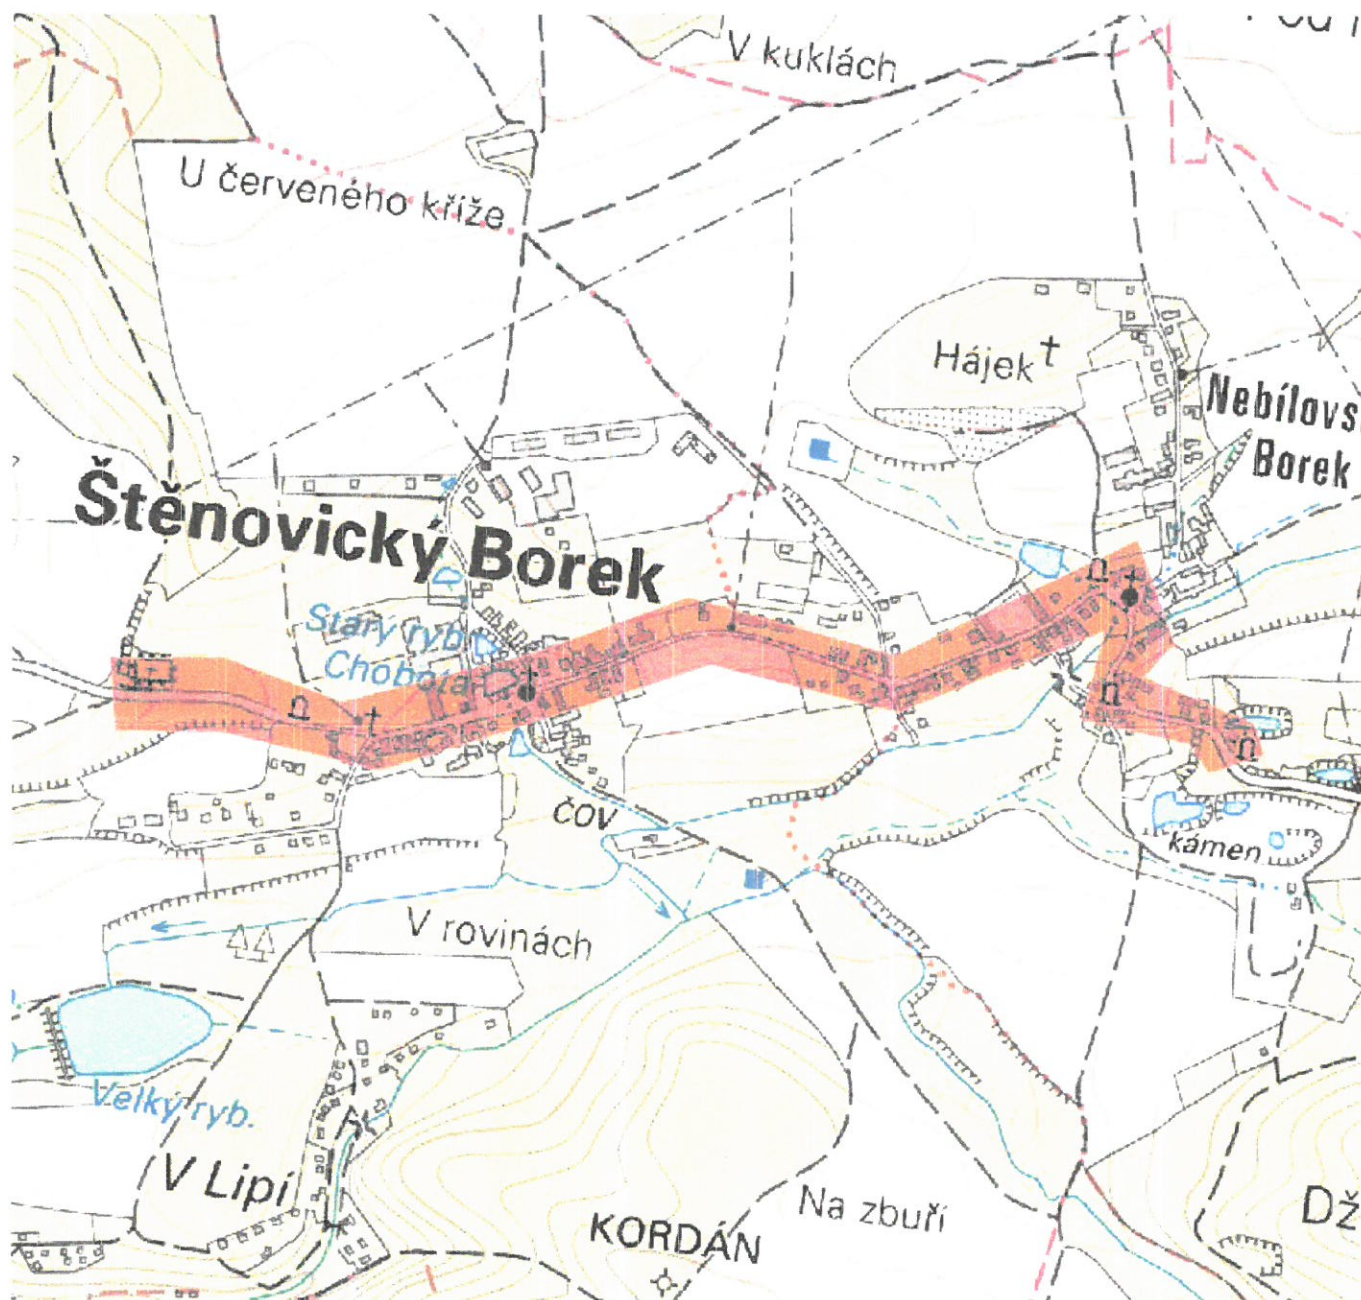 V kuklách
U červeného kříže
Hájek
Nebílovs
Borek
Štěnovický Borek
Starý ryb.
Chobota
ČOV
kámen
V rovinách
Velký ryb.
V Lipí
Na zbuří
KORDÁN
Dž